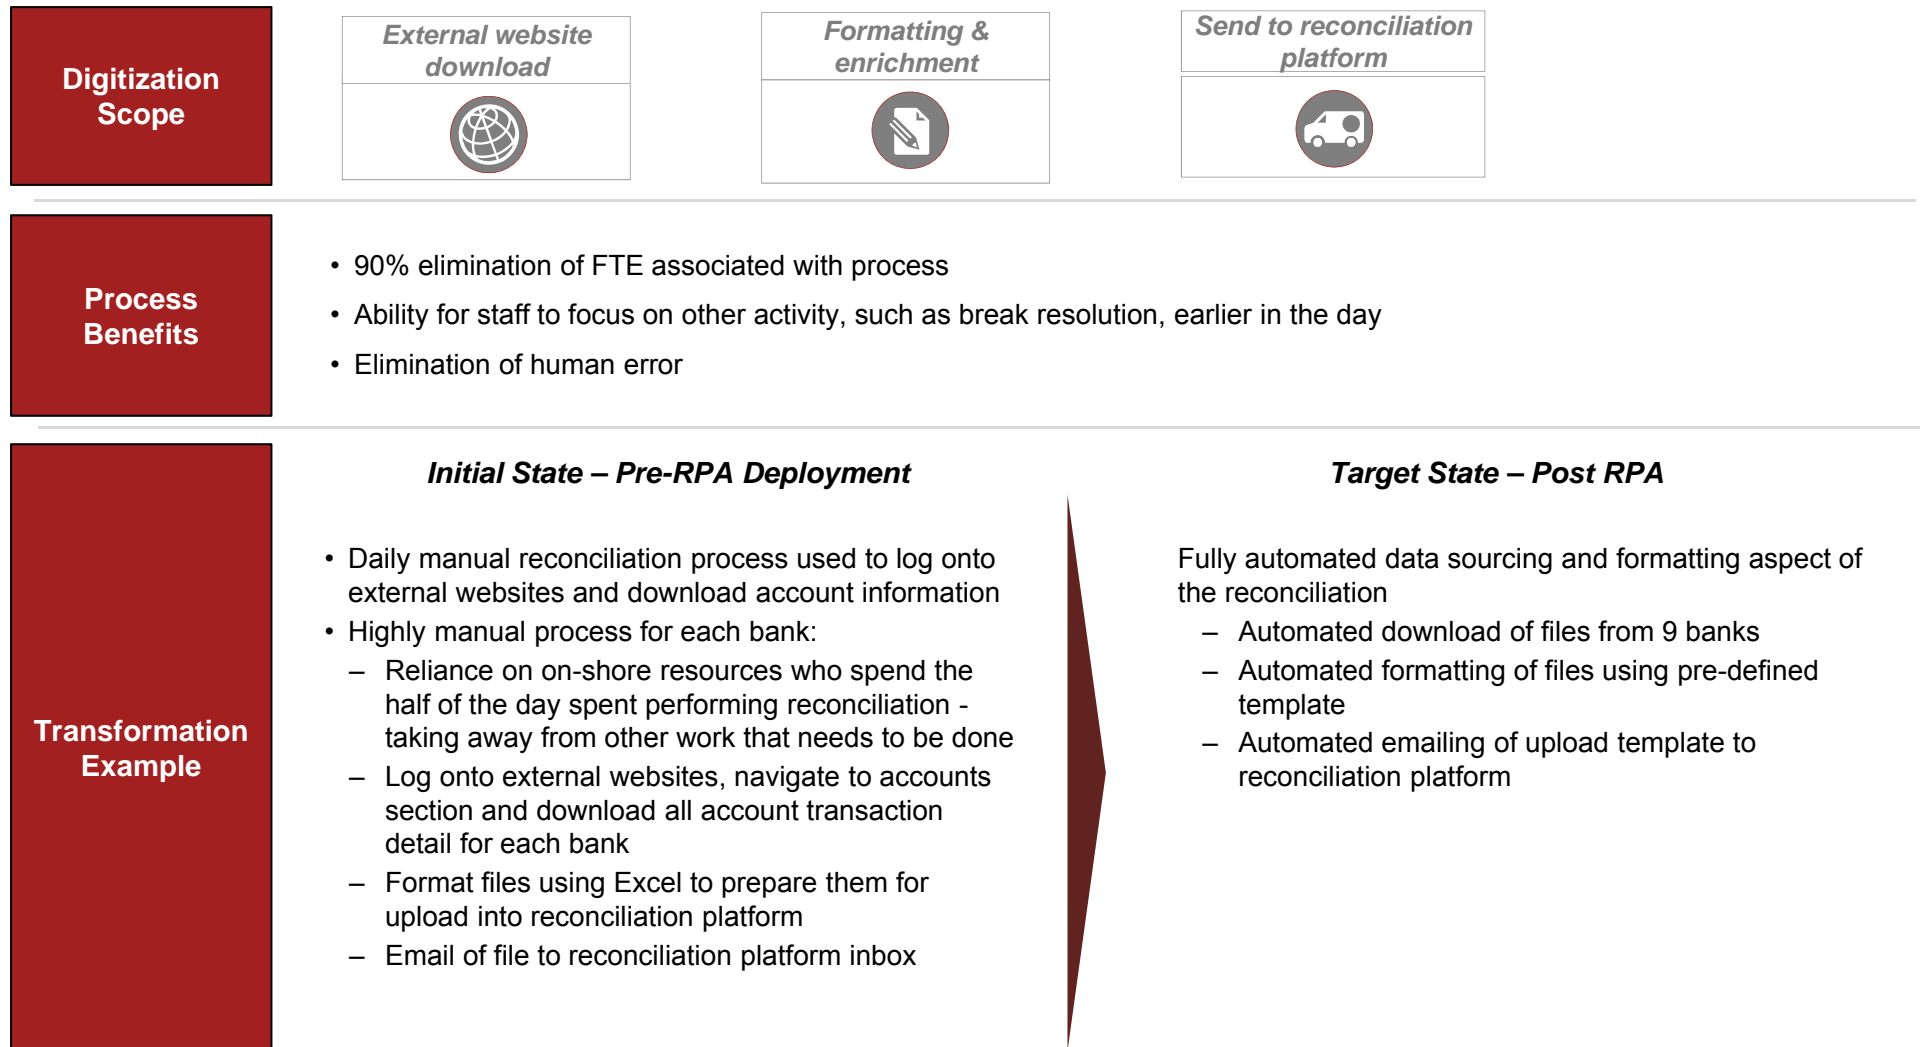 Digitization
Scope
External website
download
Formatting &
enrichment
Send to reconciliation
platform
Process
Benefits
• 90% elimination of FTE associated with process
• Ability for staff to focus on other activity, such as break resolution, earlier in the day
• Elimination of human error
Transformation
Example
Initial State – Pre-RPA Deployment
• Daily manual reconciliation process used to log onto
external websites and download account information
• Highly manual process for each bank:
– Reliance on on-shore resources who spend the
half of the day spent performing reconciliation -
taking away from other work that needs to be done
– Log onto external websites, navigate to accounts
section and download all account transaction
detail for each bank
– Format files using Excel to prepare them for
upload into reconciliation platform
– Email of file to reconciliation platform inbox
Target State – Post RPA
Fully automated data sourcing and formatting aspect of
the reconciliation
– Automated download of files from 9 banks
– Automated formatting of files using pre-defined
template
– Automated emailing of upload template to
reconciliation platform